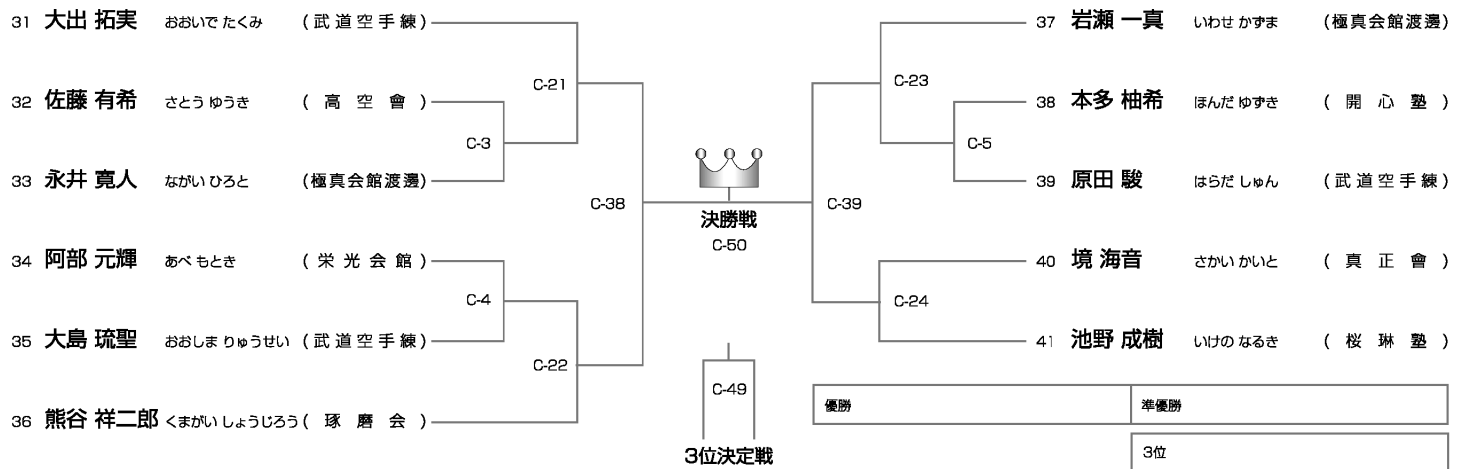 31 大出 拓実 おおいで たくみ (武道空手練)
C-21
32 佐藤 有希 さとう ゆうき (高空會)
C-3
33 永井 寛人 ながい ひろと (極真会館渡邊)
C-38
34 阿部 元輝 あべ もとき (栄光会館)
C-4
35 大島 琉聖 おおしま りゅうせい (武道空手練)
C-22
36 熊谷 祥二郎 くまがい しょうじろう (琢磨会)
決勝戦
C-50
C-49
3位決定戦
37 岩瀬 一真 いわせ かずま (極真会館渡邊)
C-23
38 本多 柚希 ほんだ ゆずき (開心塾)
C-5
39 原田 駿 はらだ しゅん (武道空手練)
C-39
40 境 海音 さかい かいと (真正會)
C-24
41 池野 成樹 いけの なるき (桜琳塾)
優勝
準優勝
3位